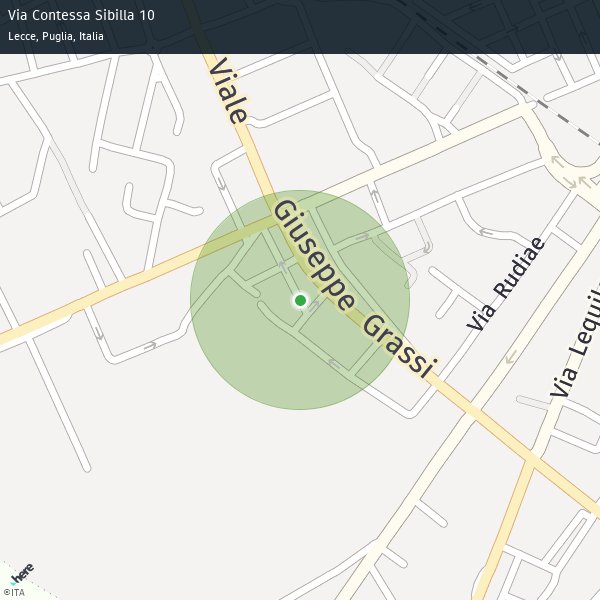 Via Contessa Sibilla 10
Lecce, Puglia, Italia
Viale
Giuseppe Grassi
Via Rudiae
Via Lequil
here
©ITA